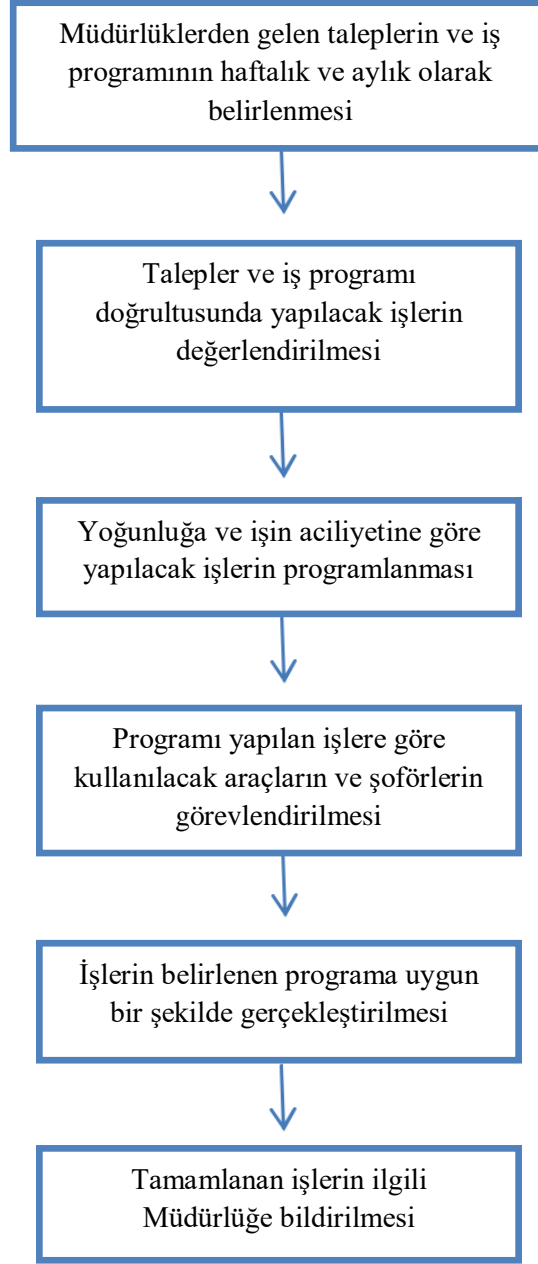 Müdürlüklerden gelen taleplerin ve iş
programının haftalık ve aylık olarak
belirlenmesi
Talepler ve iş programı
doğrultusunda yapılacak işlerin
değerlendirilmesi
Yoğunluğa ve işin aciliyetine göre
yapılacak işlerin programlanması
Programı yapılan işlere göre
kullanılacak araçların ve şoförlerin
görevlendirilmesi
İşlerin belirlenen programa uygun
bir şekilde gerçekleştirilmesi
Tamamlanan işlerin ilgili
Müdürlüğe bildirilmesi